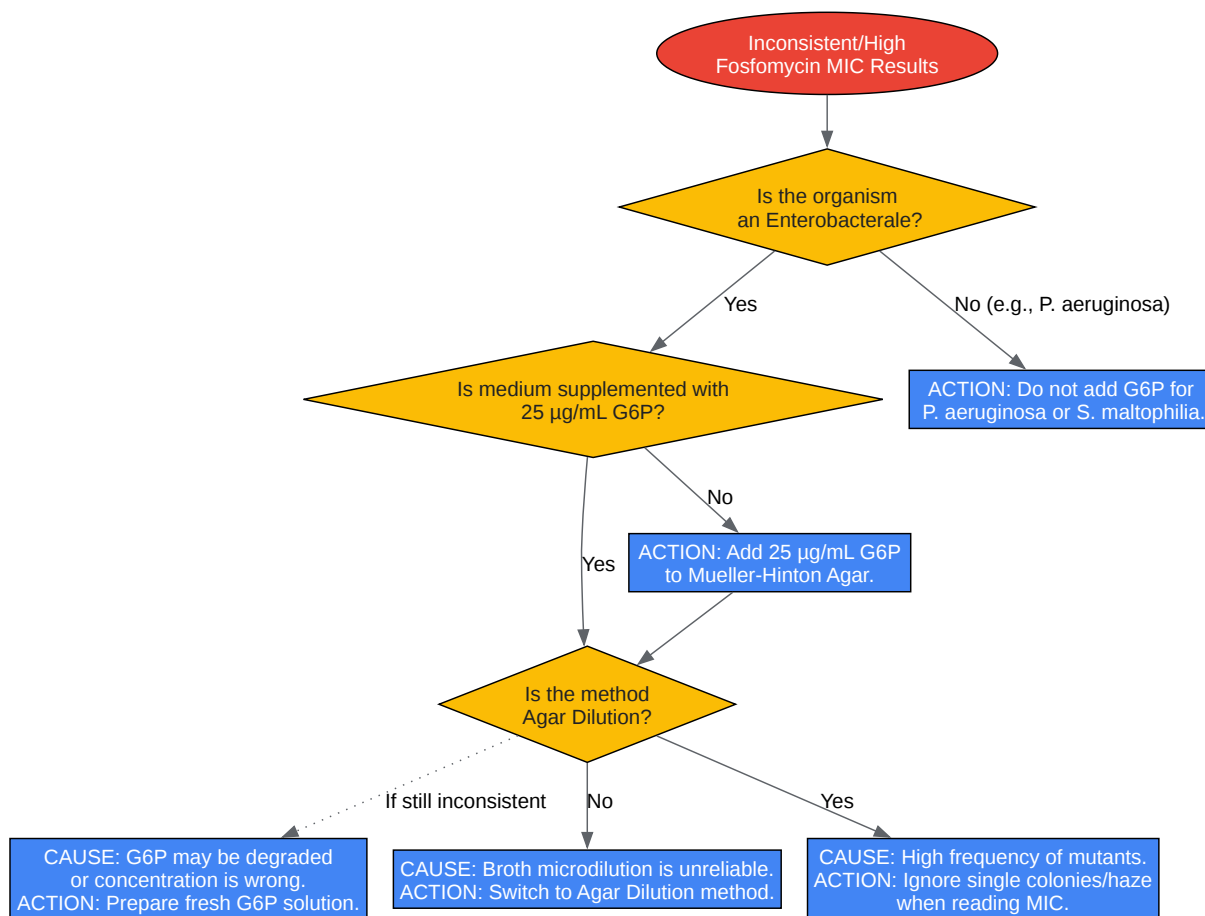 Inconsistent/High
Fosfomycin MIC Results
Is the organism
an Enterobacterale?
Yes
No (e.g., P. aeruginosa)
Is medium supplemented with
25 µg/mL G6P?
ACTION: Do not add G6P for
P. aeruginosa or S. maltophilia.
No
Yes
ACTION: Add 25 µg/mL G6P
to Mueller-Hinton Agar.
Is the method
Agar Dilution?
If still inconsistent
No
Yes
CAUSE: G6P may be degraded
or concentration is wrong.
ACTION: Prepare fresh G6P solution.
CAUSE: Broth microdilution is unreliable.
ACTION: Switch to Agar Dilution method.
CAUSE: High frequency of mutants.
ACTION: Ignore single colonies/haze
when reading MIC.